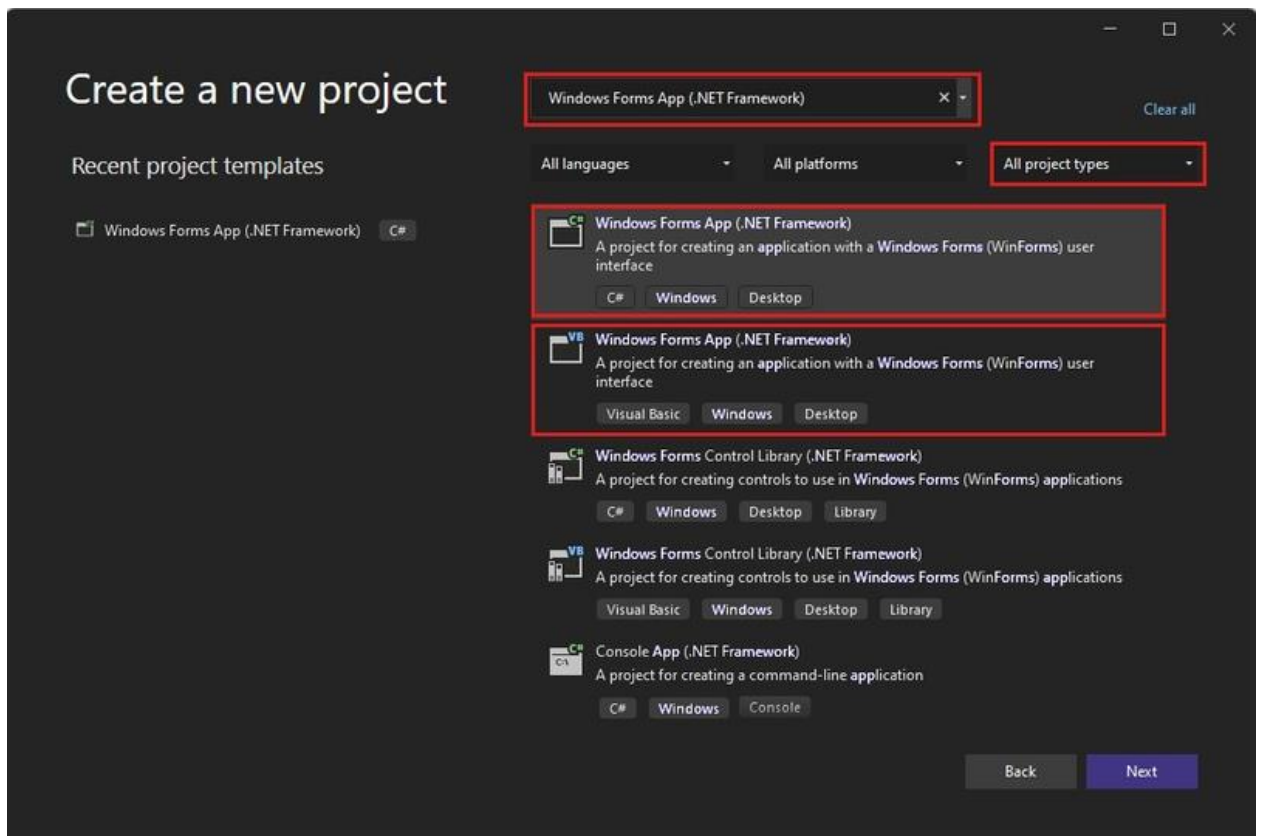 Create a new project
Recent project templates
Windows Forms App (.NET Framework) C#
Windows Forms App (.NET Framework)
Clear all
All languages All platforms All project types
C#
Windows Forms App (.NET Framework)
A project for creating an application with a Windows Forms (WinForms) user
interface
C# Windows Desktop
VB
Windows Forms App (.NET Framework)
A project for creating an application with a Windows Forms (WinForms) user
interface
Visual Basic Windows Desktop
C#
Windows Forms Control Library (.NET Framework)
A project for creating controls to use in Windows Forms (WinForms) applications
C# Windows Desktop Library
VB
Windows Forms Control Library (.NET Framework)
A project for creating controls to use in Windows Forms (WinForms) applications
Visual Basic Windows Desktop Library
C#
C:\
Console App (.NET Framework)
A project for creating a command-line application
C# Windows Console
Back Next